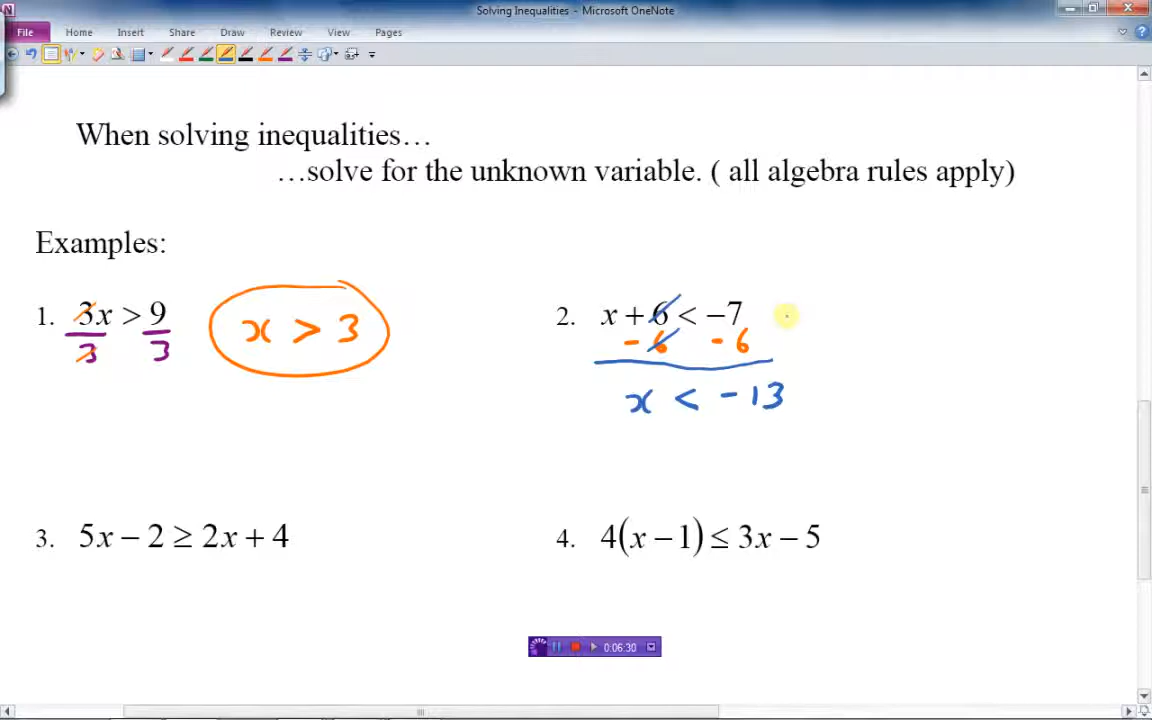 Solving Inequalities - Microsoft OneNote
File Home Insert Share Draw Review View Pages
When solving inequalities…
…solve for the unknown variable. ( all algebra rules apply)
Examples:
1. 3x > 9
3 3
x > 3
2. x + 6 < −7
- 6 - 6
x < - 13
3. 5x − 2 ≥ 2x + 4
4. 4(x − 1) ≤ 3x − 5
0:06:30